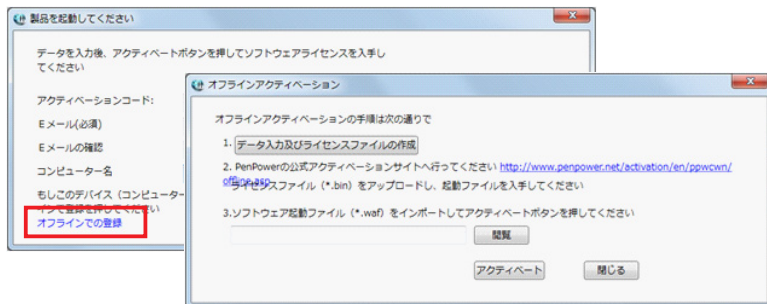 製品を起動してください
データを入力後、アクティベートボタンを押してソフトウェアライセンスを入手し
てください
アクティベーションコード:
Eメール(必須)
Eメールの確認
コンピューター名
もしこのデバイス（コンピューター
インで登録を押してください
オフラインでの登録
オフラインアクティベーション
オフラインアクティベーションの手順は次の通りで
1. データ入力及びライセンスファイルの作成
2. PenPowerの公式アクティベーションサイトへ行ってください http://www.penpower.net/activation/en/ppwcwn/
offline.asp
ライセンスファイル（*.bin）をアップロードし、起動ファイルを入手してください
3.ソフトウェア起動ファイル（*.waf）をインポートしてアクティベートボタンを押してください
閲覧
アクティベート 閉じる